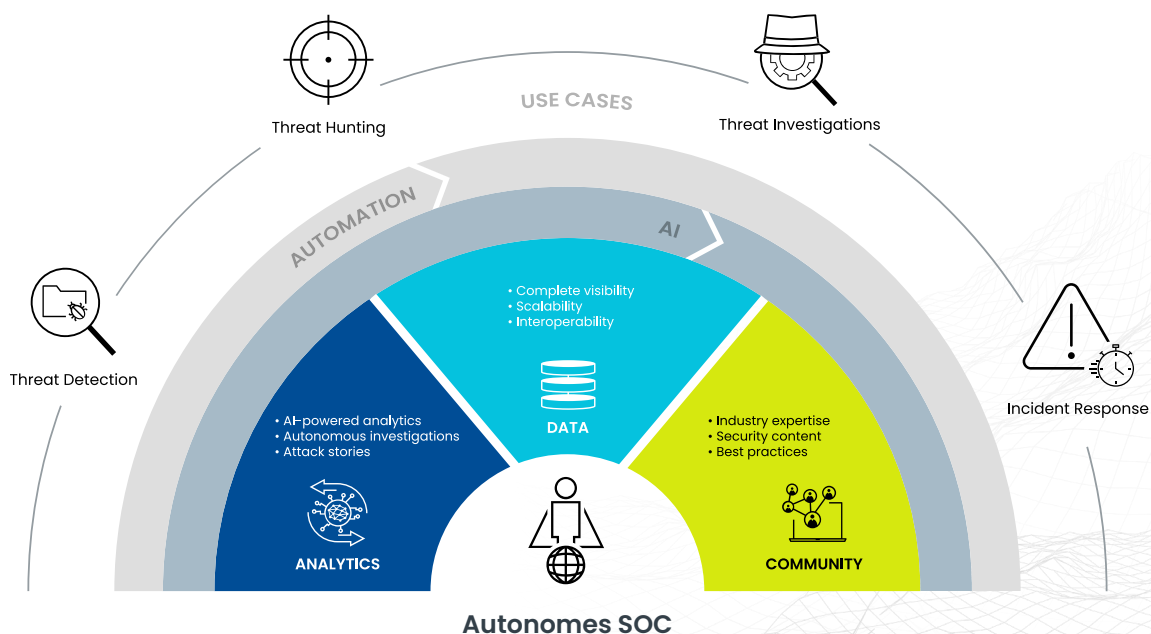 USE CASES
Threat Hunting
Threat Investigations
AUTOMATION
AI
Threat Detection
Incident Response
• Complete visibility
• Scalability
• Interoperability
DATA
• AI-powered analytics
• Autonomous investigations
• Attack stories
ANALYTICS
• Industry expertise
• Security content
• Best practices
COMMUNITY
Autonomes SOC